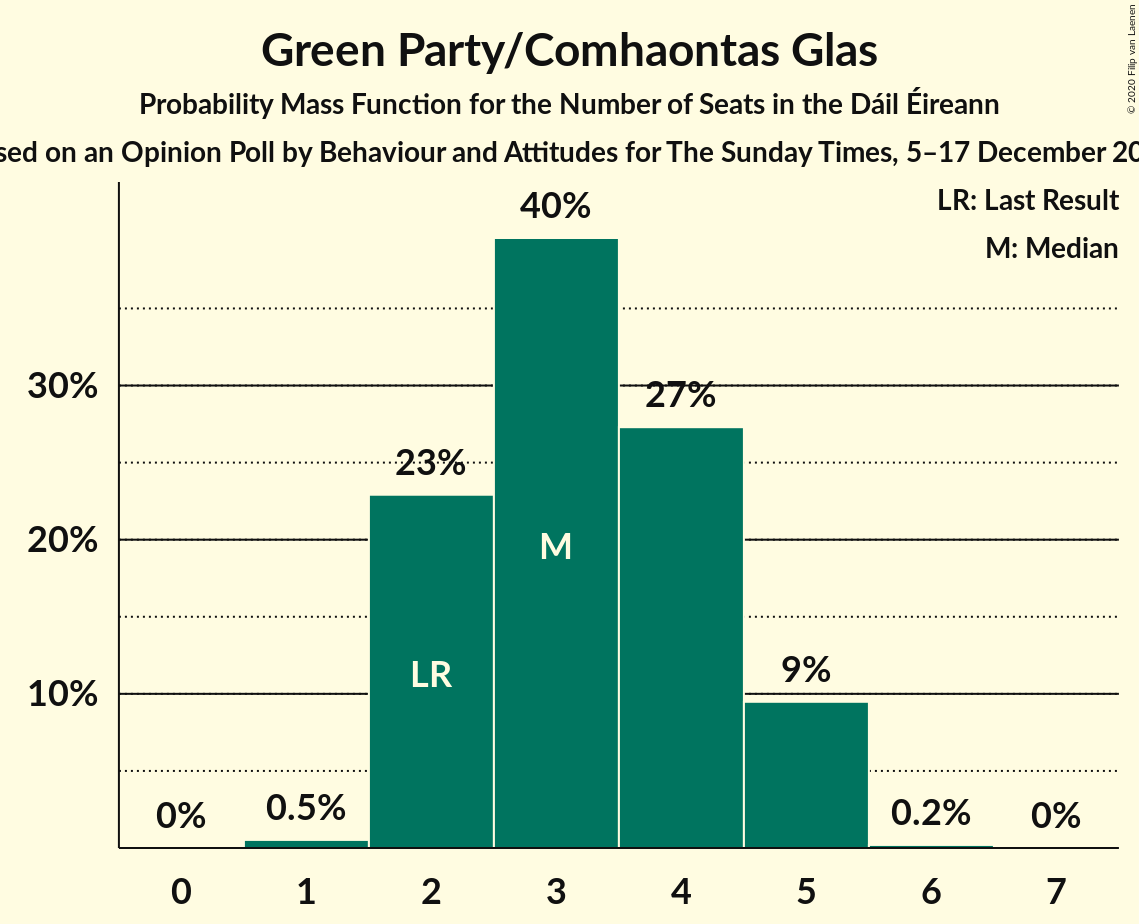 © 2020 Filip van Laenen
Green Party/Comhaontas Glas
Probability Mass Function for the Number of Seats in the Dáil Éireann
on an Opinion Poll by Behaviour and Attitudes for The Sunday Times, 5–17 December
LR: Last Result
M: Median
40%
30%
27%
23%
20%
M
LR
10%
9%
0%
0.5%
0.2%
0%
0 1 2 3 4 5 6 7